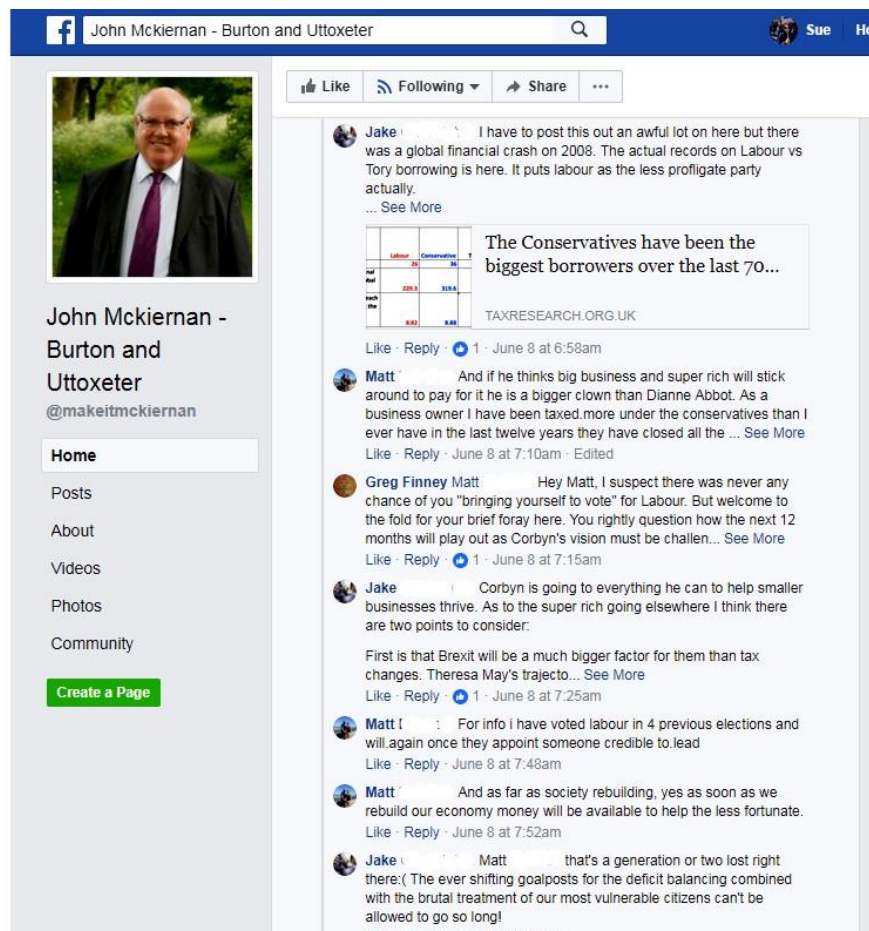 f John Mckiernan - Burton and Uttoxeter
Sue
Like
Following
Share
...
John Mckiernan -
Burton and
Uttoxeter
@makeitmckiernan
Home
Posts
About
Videos
Photos
Community
Create a Page
Jake I have to post this out an awful lot on here but there
was a global financial crash on 2008. The actual records on Labour vs
Tory borrowing is here. It puts labour as the less profligate party
actually.
... See More
Labour Conservative
26 36
229.3 319.6
8.82 8.88
The Conservatives have been the
biggest borrowers over the last 70...
TAXRESEARCH.ORG.UK
Like · Reply · 1 · June 8 at 6:58am
Matt And if he thinks big business and super rich will stick
around to pay for it he is a bigger clown than Dianne Abbot. As a
business owner I have been taxed.more under the conservatives than I
ever have in the last twelve years they have closed all the ... See More
Like · Reply · June 8 at 7:10am · Edited
Greg Finney Matt Hey Matt, I suspect there was never any
chance of you "bringing yourself to vote" for Labour. But welcome to
the fold for your brief foray here. You rightly question how the next 12
months will play out as Corbyn's vision must be challen... See More
Like · Reply · 1 · June 8 at 7:15am
Jake Corbyn is going to everything he can to help smaller
businesses thrive. As to the super rich going elsewhere I think there
are two points to consider:
First is that Brexit will be a much bigger factor for them than tax
changes. Theresa May's trajecto... See More
Like · Reply · 1 · June 8 at 7:25am
Matt For info i have voted labour in 4 previous elections and
will.again once they appoint someone credible to.lead
Like · Reply · June 8 at 7:48am
Matt And as far as society rebuilding, yes as soon as we
rebuild our economy money will be available to help the less fortunate.
Like · Reply · June 8 at 7:52am
Jake Matt that's a generation or two lost right
there:( The ever shifting goalposts for the deficit balancing combined
with the brutal treatment of our most vulnerable citizens can't be
allowed to go so long!